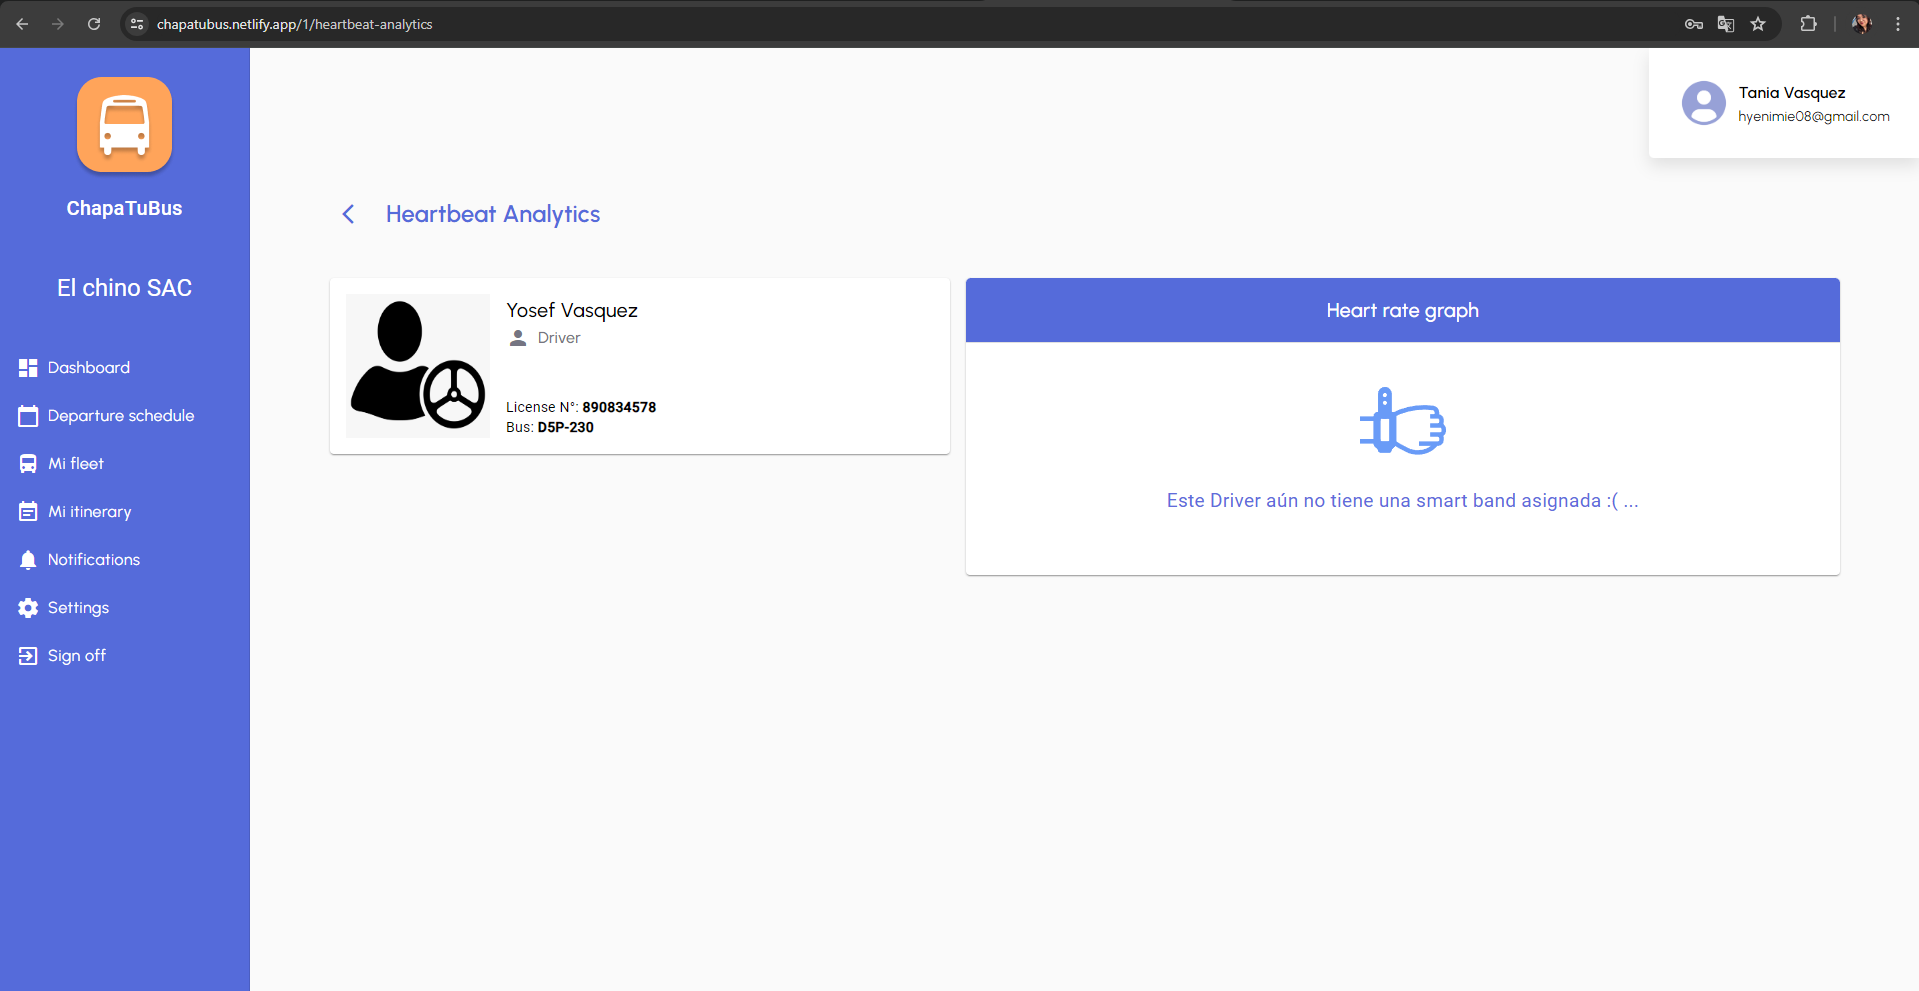 chapatubus.netlify.app/1/heartbeat-analytics
ChapaTuBus
El chino SAC
Dashboard
Departure schedule
Mi fleet
Mi itinerary
Notifications
Settings
Sign off
Tania Vasquez
hyenimie08@gmail.com
Heartbeat Analytics
Yosef Vasquez
Driver
License N°: 890834578
Bus: D5P-230
Heart rate graph
Este Driver aún no tiene una smart band asignada :( ...